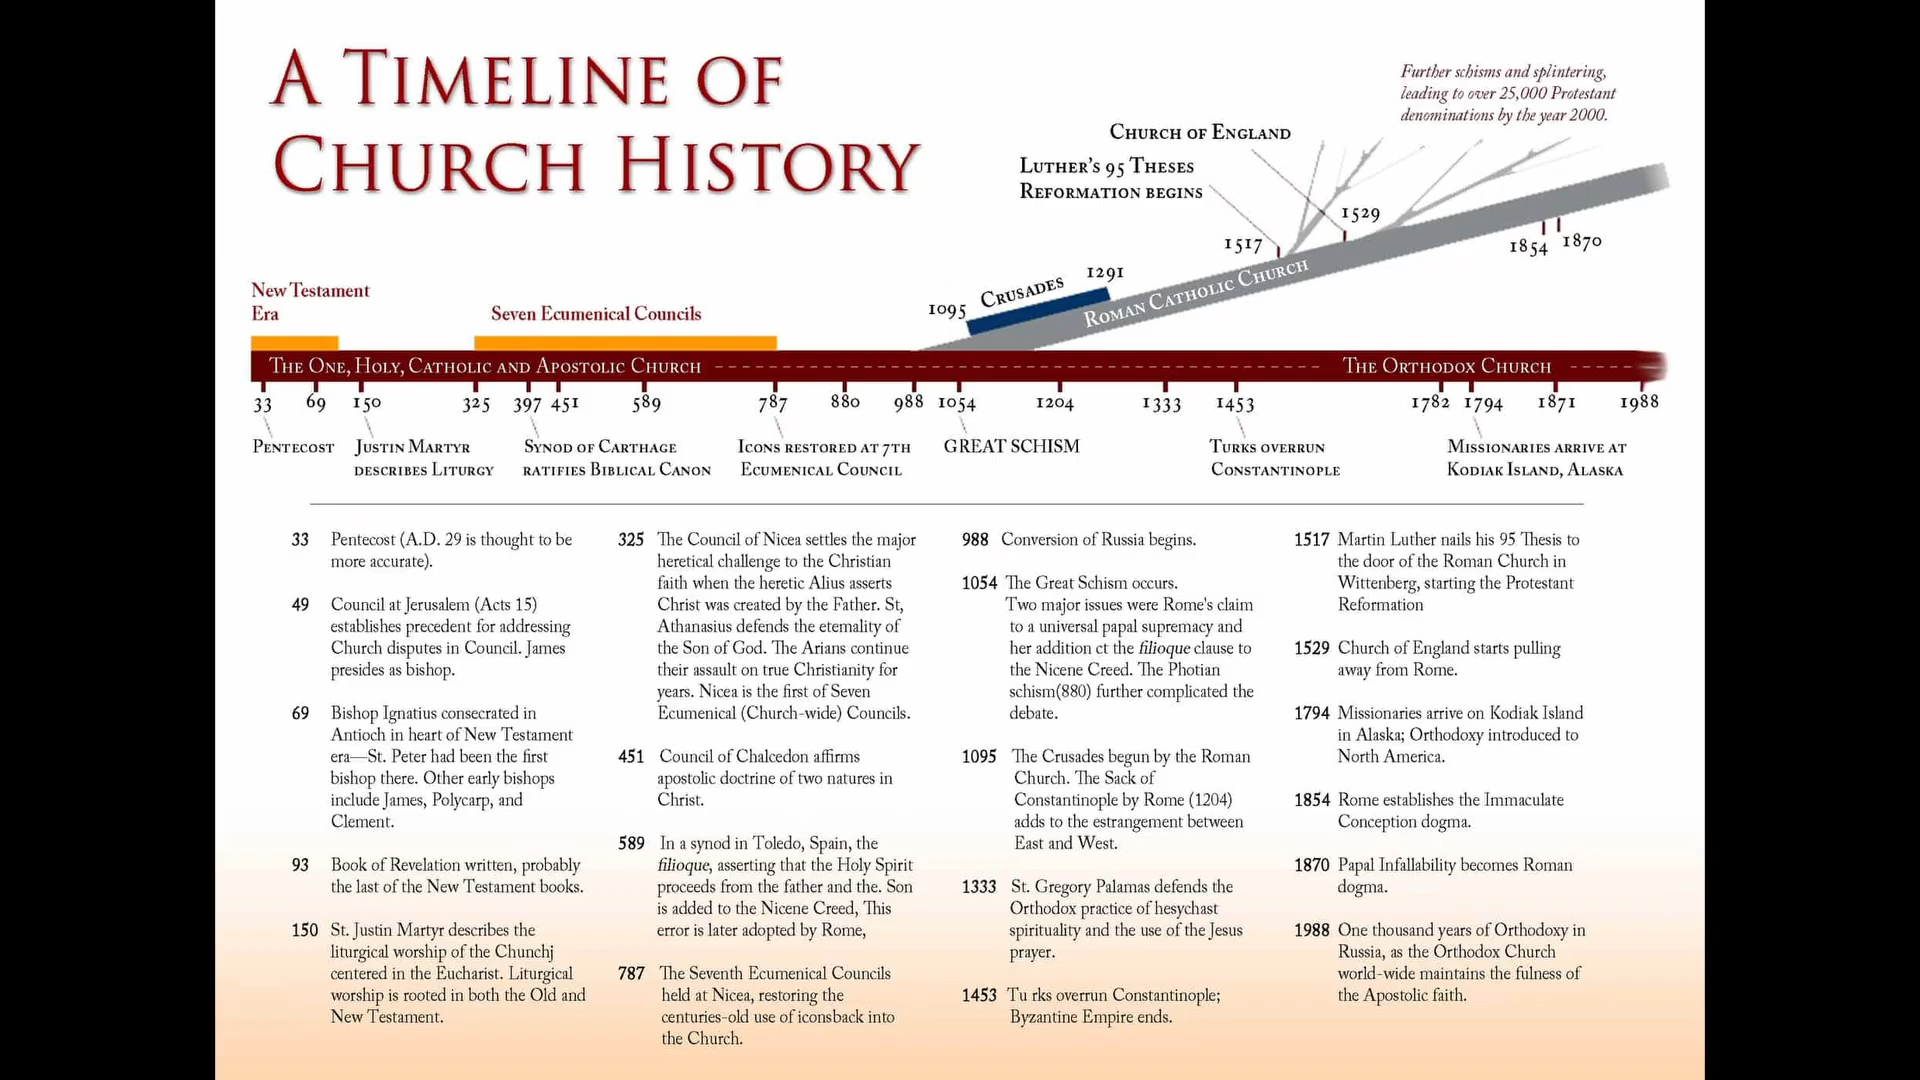 A Timeline of
Church History
Further schisms and splintering,
leading to over 25,000 Protestant
denominations by the year 2000.
Church of England
Luther's 95 Theses
Reformation begins
1529
1517
1854
1870
1291
Crusades
1095
Roman Catholic Church
New Testament
Era
Seven Ecumenical Councils
The One, Holy, Catholic and Apostolic Church
The Orthodox Church
33 69 150 325 397 451 589 787 880 988 1054 1204 1333 1453 1782 1794 1871 1988
Pentecost
Justin Martyr
describes Liturgy
Synod of Carthage
ratifies Biblical Canon
Icons restored at 7th
Ecumenical Council
GREAT SCHISM
Turks overrun
Constantinople
Missionaries arrive at
Kodiak Island, Alaska
33 Pentecost (A.D. 29 is thought to be
more accurate).
49 Council at Jerusalem (Acts 15)
establishes precedent for addressing
Church disputes in Council. James
presides as bishop.
69 Bishop Ignatius consecrated in
Antioch in heart of New Testament
era—St. Peter had been the first
bishop there. Other early bishops
include James, Polycarp, and
Clement.
93 Book of Revelation written, probably
the last of the New Testament books.
150 St. Justin Martyr describes the
liturgical worship of the Chunchj
centered in the Eucharist. Liturgical
worship is rooted in both the Old and
New Testament.
325 The Council of Nicea settles the major
heretical challenge to the Christian
faith when the heretic Alius asserts
Christ was created by the Father. St,
Athanasius defends the etemality of
the Son of God. The Arians continue
their assault on true Christianity for
years. Nicea is the first of Seven
Ecumenical (Church-wide) Councils.
451 Council of Chalcedon affirms
apostolic doctrine of two natures in
Christ.
589 In a synod in Toledo, Spain, the
filioque, asserting that the Holy Spirit
proceeds from the father and the. Son
is added to the Nicene Creed, This
error is later adopted by Rome,
787 The Seventh Ecumenical Councils
held at Nicea, restoring the
centuries-old use of iconsback into
the Church.
988 Conversion of Russia begins.
1054 The Great Schism occurs.
Two major issues were Rome's claim
to a universal papal supremacy and
her addition ct the filioque clause to
the Nicene Creed. The Photian
schism(880) further complicated the
debate.
1095 The Crusades begun by the Roman
Church. The Sack of
Constantinople by Rome (1204)
adds to the estrangement between
East and West.
1333 St. Gregory Palamas defends the
Orthodox practice of hesychast
spirituality and the use of the Jesus
prayer.
1453 Tu rks overrun Constantinople;
Byzantine Empire ends.
1517 Martin Luther nails his 95 Thesis to
the door of the Roman Church in
Wittenberg, starting the Protestant
Reformation
1529 Church of England starts pulling
away from Rome.
1794 Missionaries arrive on Kodiak Island
in Alaska; Orthodoxy introduced to
North America.
1854 Rome establishes the Immaculate
Conception dogma.
1870 Papal Infallability becomes Roman
dogma.
1988 One thousand years of Orthodoxy in
Russia, as the Orthodox Church
world-wide maintains the fulness of
the Apostolic faith.